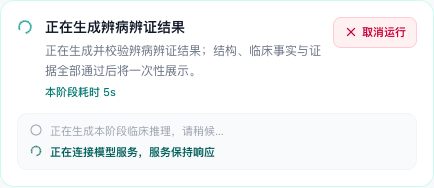 正在生成辨病辨证结果
取消运行
正在生成并校验辨病辨证结果；结构、临床事实与证
据全部通过后将一次性展示。
本阶段耗时 5s
正在生成本阶段临床推理，请稍候...
正在连接模型服务，服务保持响应